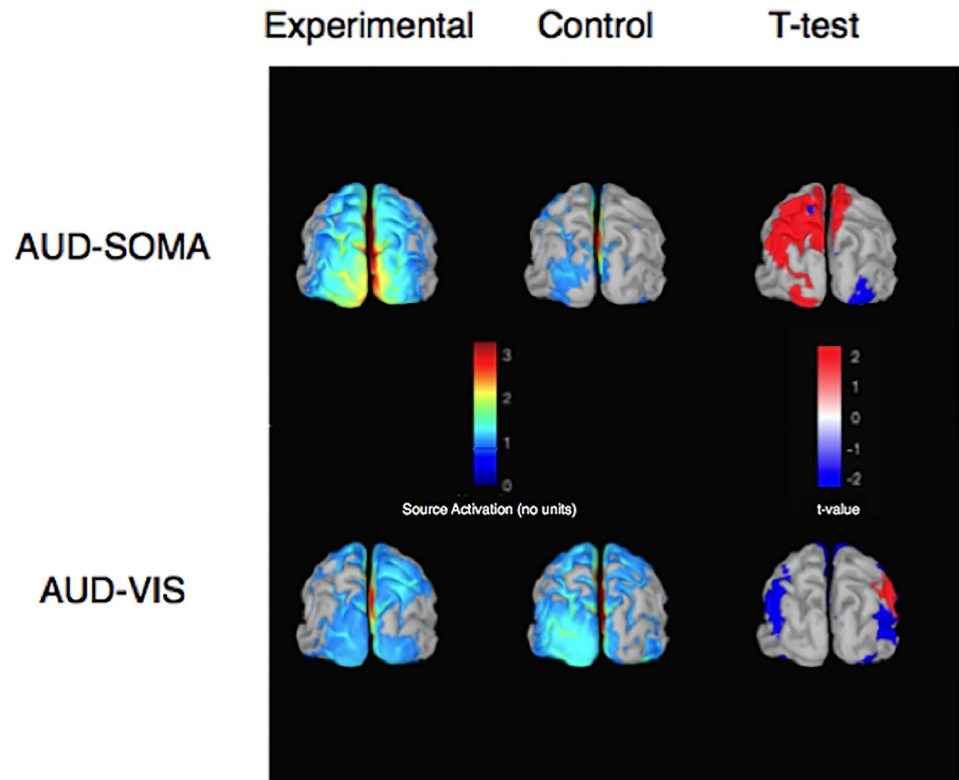 Experimental Control T-test
AUD-SOMA
3
2
1
0
2
1
0
-1
-2
Source Activation (no units)
t-value
AUD-VIS